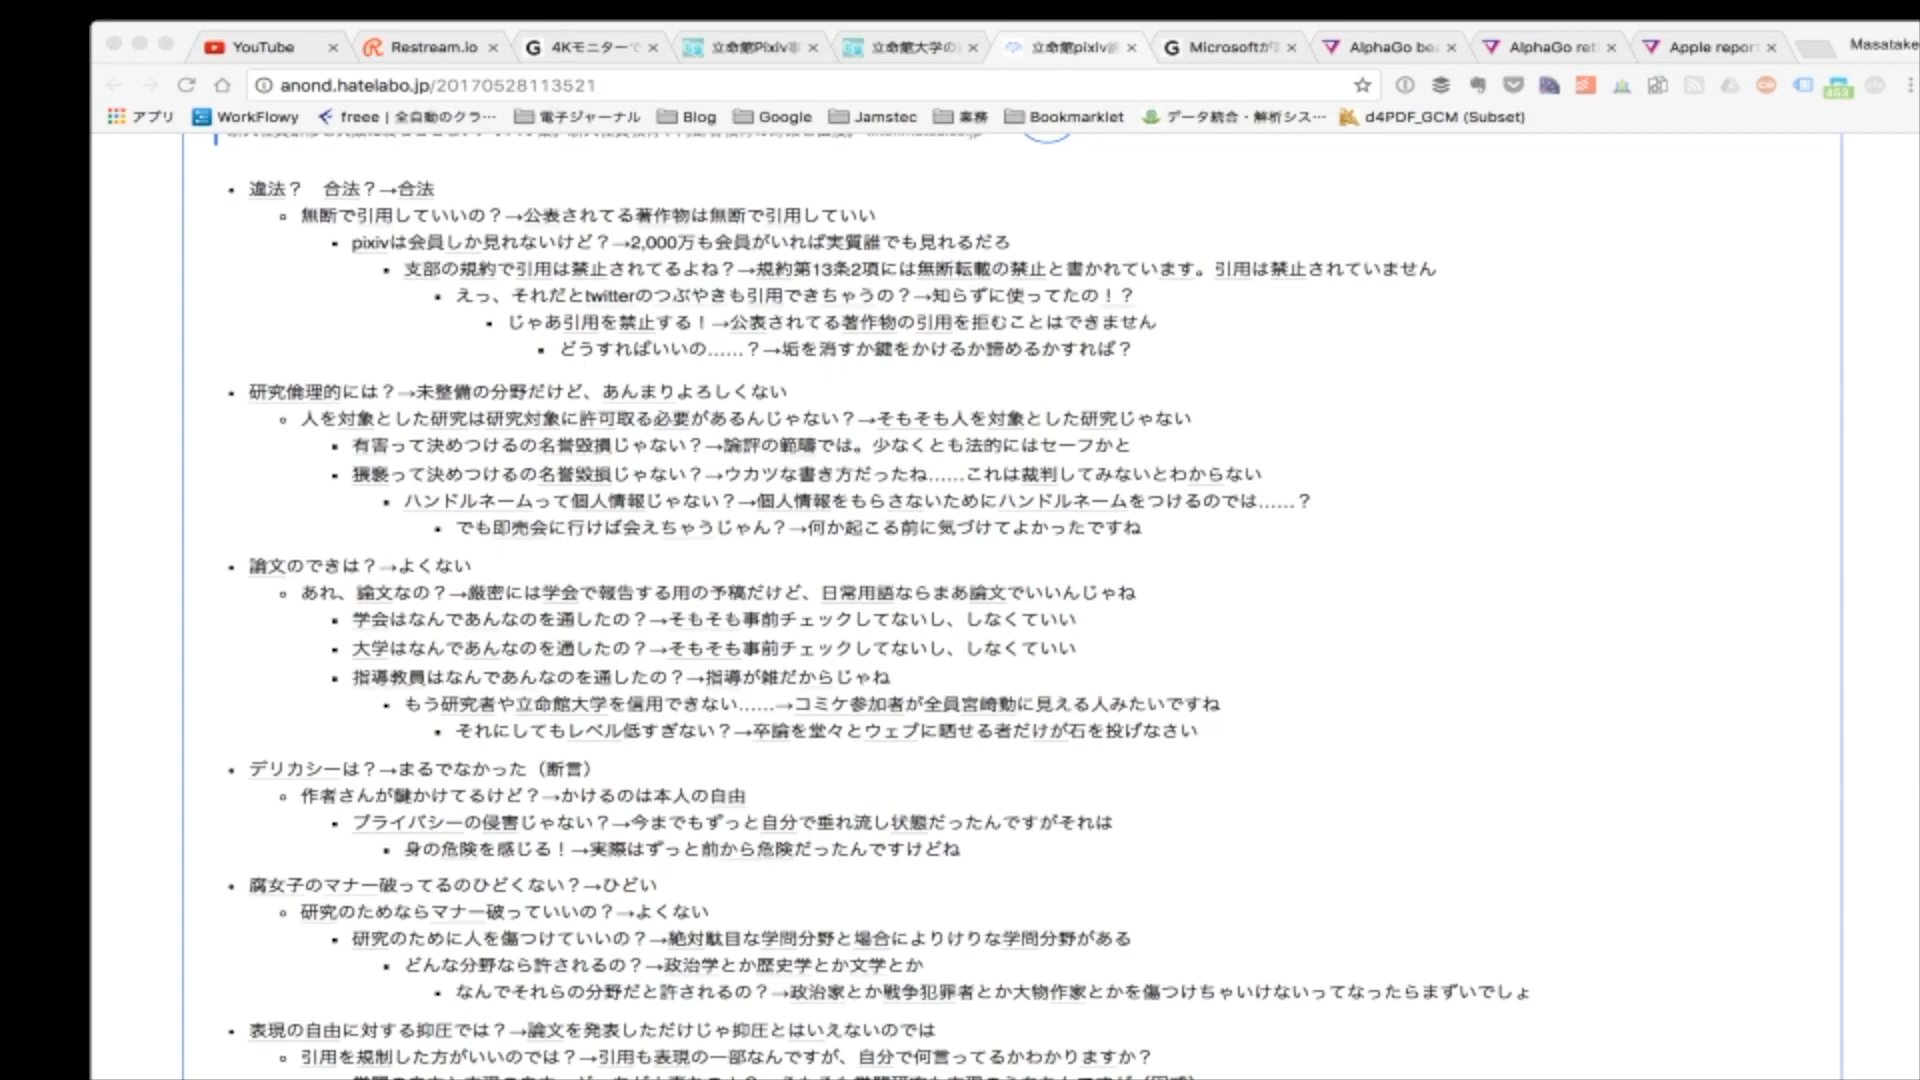 YouTube
Restream.io
4Kモニターで
立命館Pixiv事
立命館大学の
立命館pixiv論
Microsoftが
AlphaGo be
AlphaGo ret
Apple repor
Masatake
anond.hatelabo.jp/20170528113521
アプリ
WorkFlowy
freee | 全自動のクラ…
電子ジャーナル
Blog
Google
Jamstec
業務
Bookmarklet
データ統合・解析シス…
d4PDF_GCM (Subset)
違法？ 合法？→合法
無断で引用していいの？→公表されてる著作物は無断で引用していい
pixivは会員しか見れないけど？→2,000万も会員がいれば実質誰でも見れるだろ
支部の規約で引用は禁止されてるよね？→規約第13条2項には無断転載の禁止と書かれています。引用は禁止されていません
えっ、それだとtwitterのつぶやきも引用できちゃうの？→知らずに使ってたの！？
じゃあ引用を禁止する！→公表されてる著作物の引用を拒むことはできません
どうすればいいの……？→垢を消すか鍵をかけるか諦めるかすれば？
研究倫理的には？→未整備の分野だけど、あんまりよろしくない
人を対象とした研究は研究対象に許可取る必要があるんじゃない？→そもそも人を対象とした研究じゃない
有害って決めつけるの名誉毀損じゃない？→論評の範疇では。少なくとも法的にはセーフかと
猥褻って決めつけるの名誉毀損じゃない？→ウカツな書き方だったね……これは裁判してみないとわからない
ハンドルネームって個人情報じゃない？→個人情報をもらさないためにハンドルネームをつけるのでは……？
でも即売会に行けば会えちゃうじゃん？→何か起こる前に気づけてよかったですね
論文のできは？→よくない
あれ、論文なの？→厳密には学会で報告する用の予稿だけど、日常用語ならまあ論文でいいんじゃね
学会はなんであんなのを通したの？→そもそも事前チェックしてないし、しなくていい
大学はなんであんなのを通したの？→そもそも事前チェックしてないし、しなくていい
指導教員はなんであんなのを通したの？→指導が雑だからじゃね
もう研究者や立命館大学を信用できない……→コミケ参加者が全員宮崎勤に見える人みたいですね
それにしてもレベル低すぎない？→卒論を堂々とウェブに晒せる者だけが石を投げなさい
デリカシーは？→まるでなかった（断言）
作者さんが鍵かけてるけど？→かけるのは本人の自由
プライバシーの侵害じゃない？→今までもずっと自分で垂れ流し状態だったんですがそれは
身の危険を感じる！→実際はずっと前から危険だったんですけどね
腐女子のマナー破ってるのひどくない？→ひどい
研究のためならマナー破っていいの？→よくない
研究のために人を傷つけていいの？→絶対駄目な学問分野と場合によりけりな学問分野がある
どんな分野なら許されるの？→政治学とか歴史学とか文学とか
なんでそれらの分野だと許されるの？→政治家とか戦争犯罪者とか大物作家とかを傷つけちゃいけないってなったらまずいでしょ
表現の自由に対する抑圧では？→論文を発表しただけじゃ抑圧とはいえないのでは
引用を規制した方がいいのでは？→引用も表現の一部なんですが、自分で何言ってるかわかりますか？